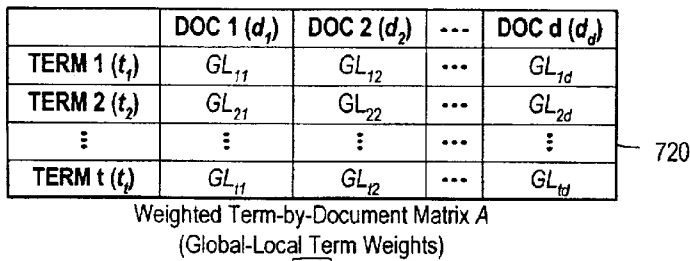 DOC 1 (d1) DOC 2 (d2) --- DOC d (dd)
TERM 1 (t1) GL11 GL12 ••• GL1d
TERM 2 (t2) GL21 GL22 ••• GL2d
⋮ ⋮ ⋮ ••• ⋮
TERM t (tt) GLt1 GLt2 ••• GLtd
720
Weighted Term-by-Document Matrix A
(Global-Local Term Weights)